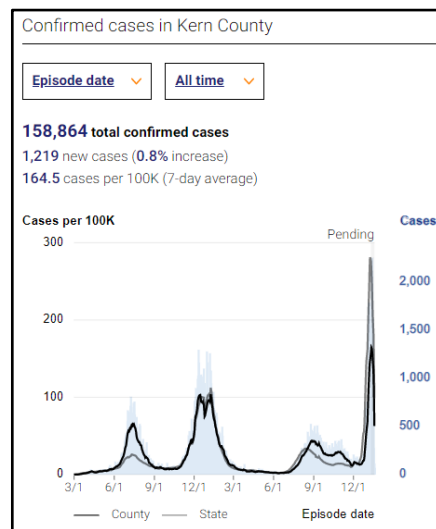 Confirmed cases in Kern County
Episode date
All time
158,864 total confirmed cases
1,219 new cases (0.8% increase)
164.5 cases per 100K (7-day average)
Cases per 100K
Cases
Pending
300
200
100
0
2,000
1,500
1,000
500
0
3/1 6/1 9/1 12/1 3/1 6/1 9/1 12/1
County State Episode date